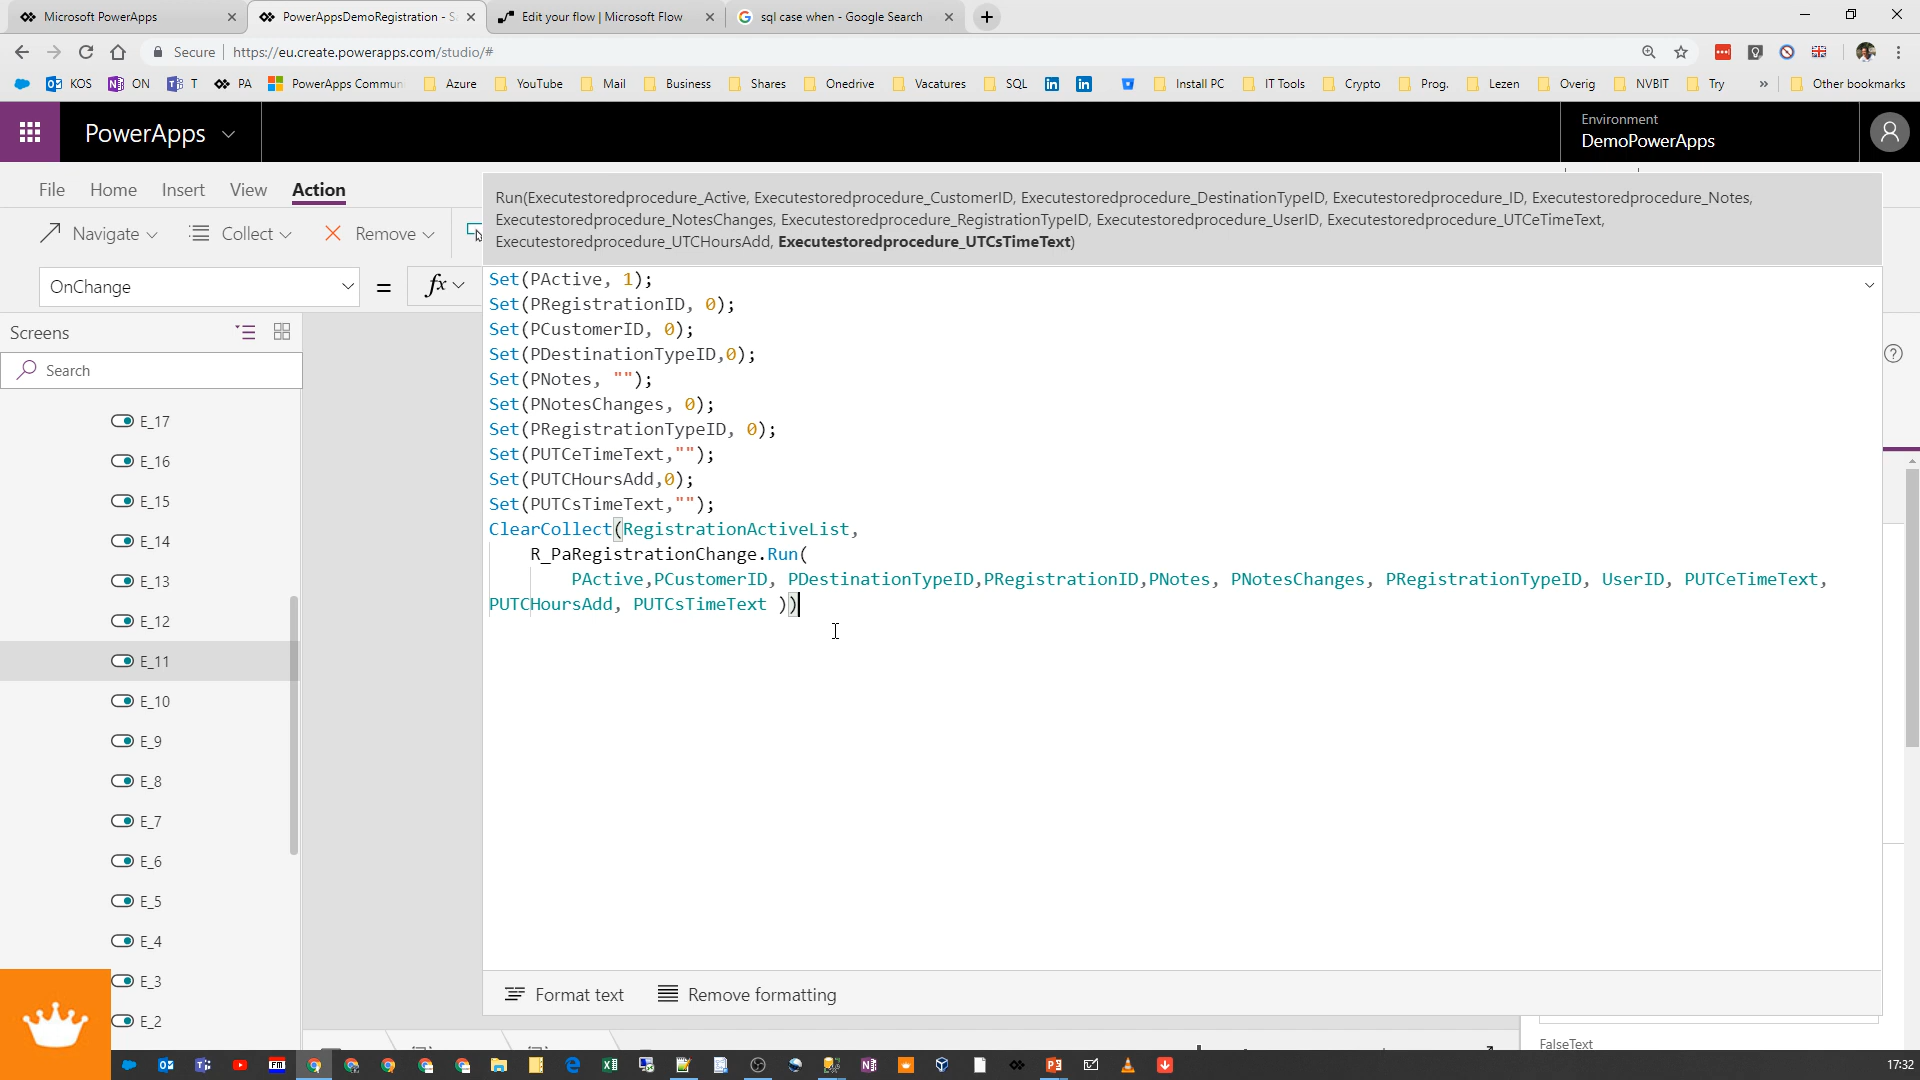 Microsoft PowerApps
PowerAppsDemoRegistration - S
Edit your flow | Microsoft Flow
sql case when - Google Search
Secure
https://eu.create.powerapps.com/studio/#
KOS
ON
T
PA
PowerApps Commun
Azure
YouTube
Mail
Business
Shares
Onedrive
Vacatures
SQL
Install PC
IT Tools
Crypto
Prog.
Lezen
Overig
NVBIT
Try
»
Other bookmarks
PowerApps
Environment
DemoPowerApps
File
Home
Insert
View
Action
Navigate
Collect
Remove
Run(Executestoredprocedure_Active, Executestoredprocedure_CustomerID, Executestoredprocedure_DestinationTypeID, Executestoredprocedure_ID, Executestoredprocedure_Notes,
Executestoredprocedure_NotesChanges, Executestoredprocedure_RegistrationTypeID, Executestoredprocedure_UserID, Executestoredprocedure_UTCeTimeText,
Executestoredprocedure_UTCHoursAdd, Executestoredprocedure_UTCsTimeText)
OnChange
=
fx
Set(PActive, 1);
Set(PRegistrationID, 0);
Set(PCustomerID, 0);
Set(PDestinationTypeID,0);
Set(PNotes, "");
Set(PNotesChanges, 0);
Set(PRegistrationTypeID, 0);
Set(PUTCeTimeText,"");
Set(PUTCHoursAdd,0);
Set(PUTCsTimeText,"");
ClearCollect(RegistrationActiveList,
R_PaRegistrationChange.Run(
PActive,PCustomerID, PDestinationTypeID,PRegistrationID,PNotes, PNotesChanges, PRegistrationTypeID, UserID, PUTCeTimeText,
PUTCHoursAdd, PUTCsTimeText ))
Screens
Search
E_17
E_16
E_15
E_14
E_13
E_12
E_11
E_10
E_9
E_8
E_7
E_6
E_5
E_4
E_3
E_2
Format text
Remove formatting
FalseText
17:32